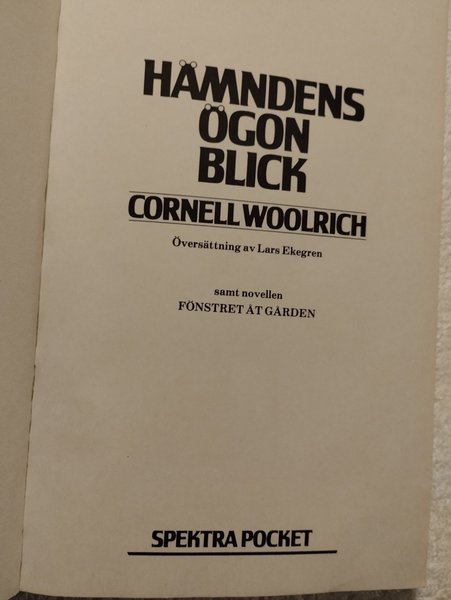 HÄMNDENS
ÖGON
BLICK
CORNELL WOOLRICH
Översättning av Lars Ekegren
samt novellen
FÖNSTRET ÅT GÅRDEN
SPEKTRA POCKET